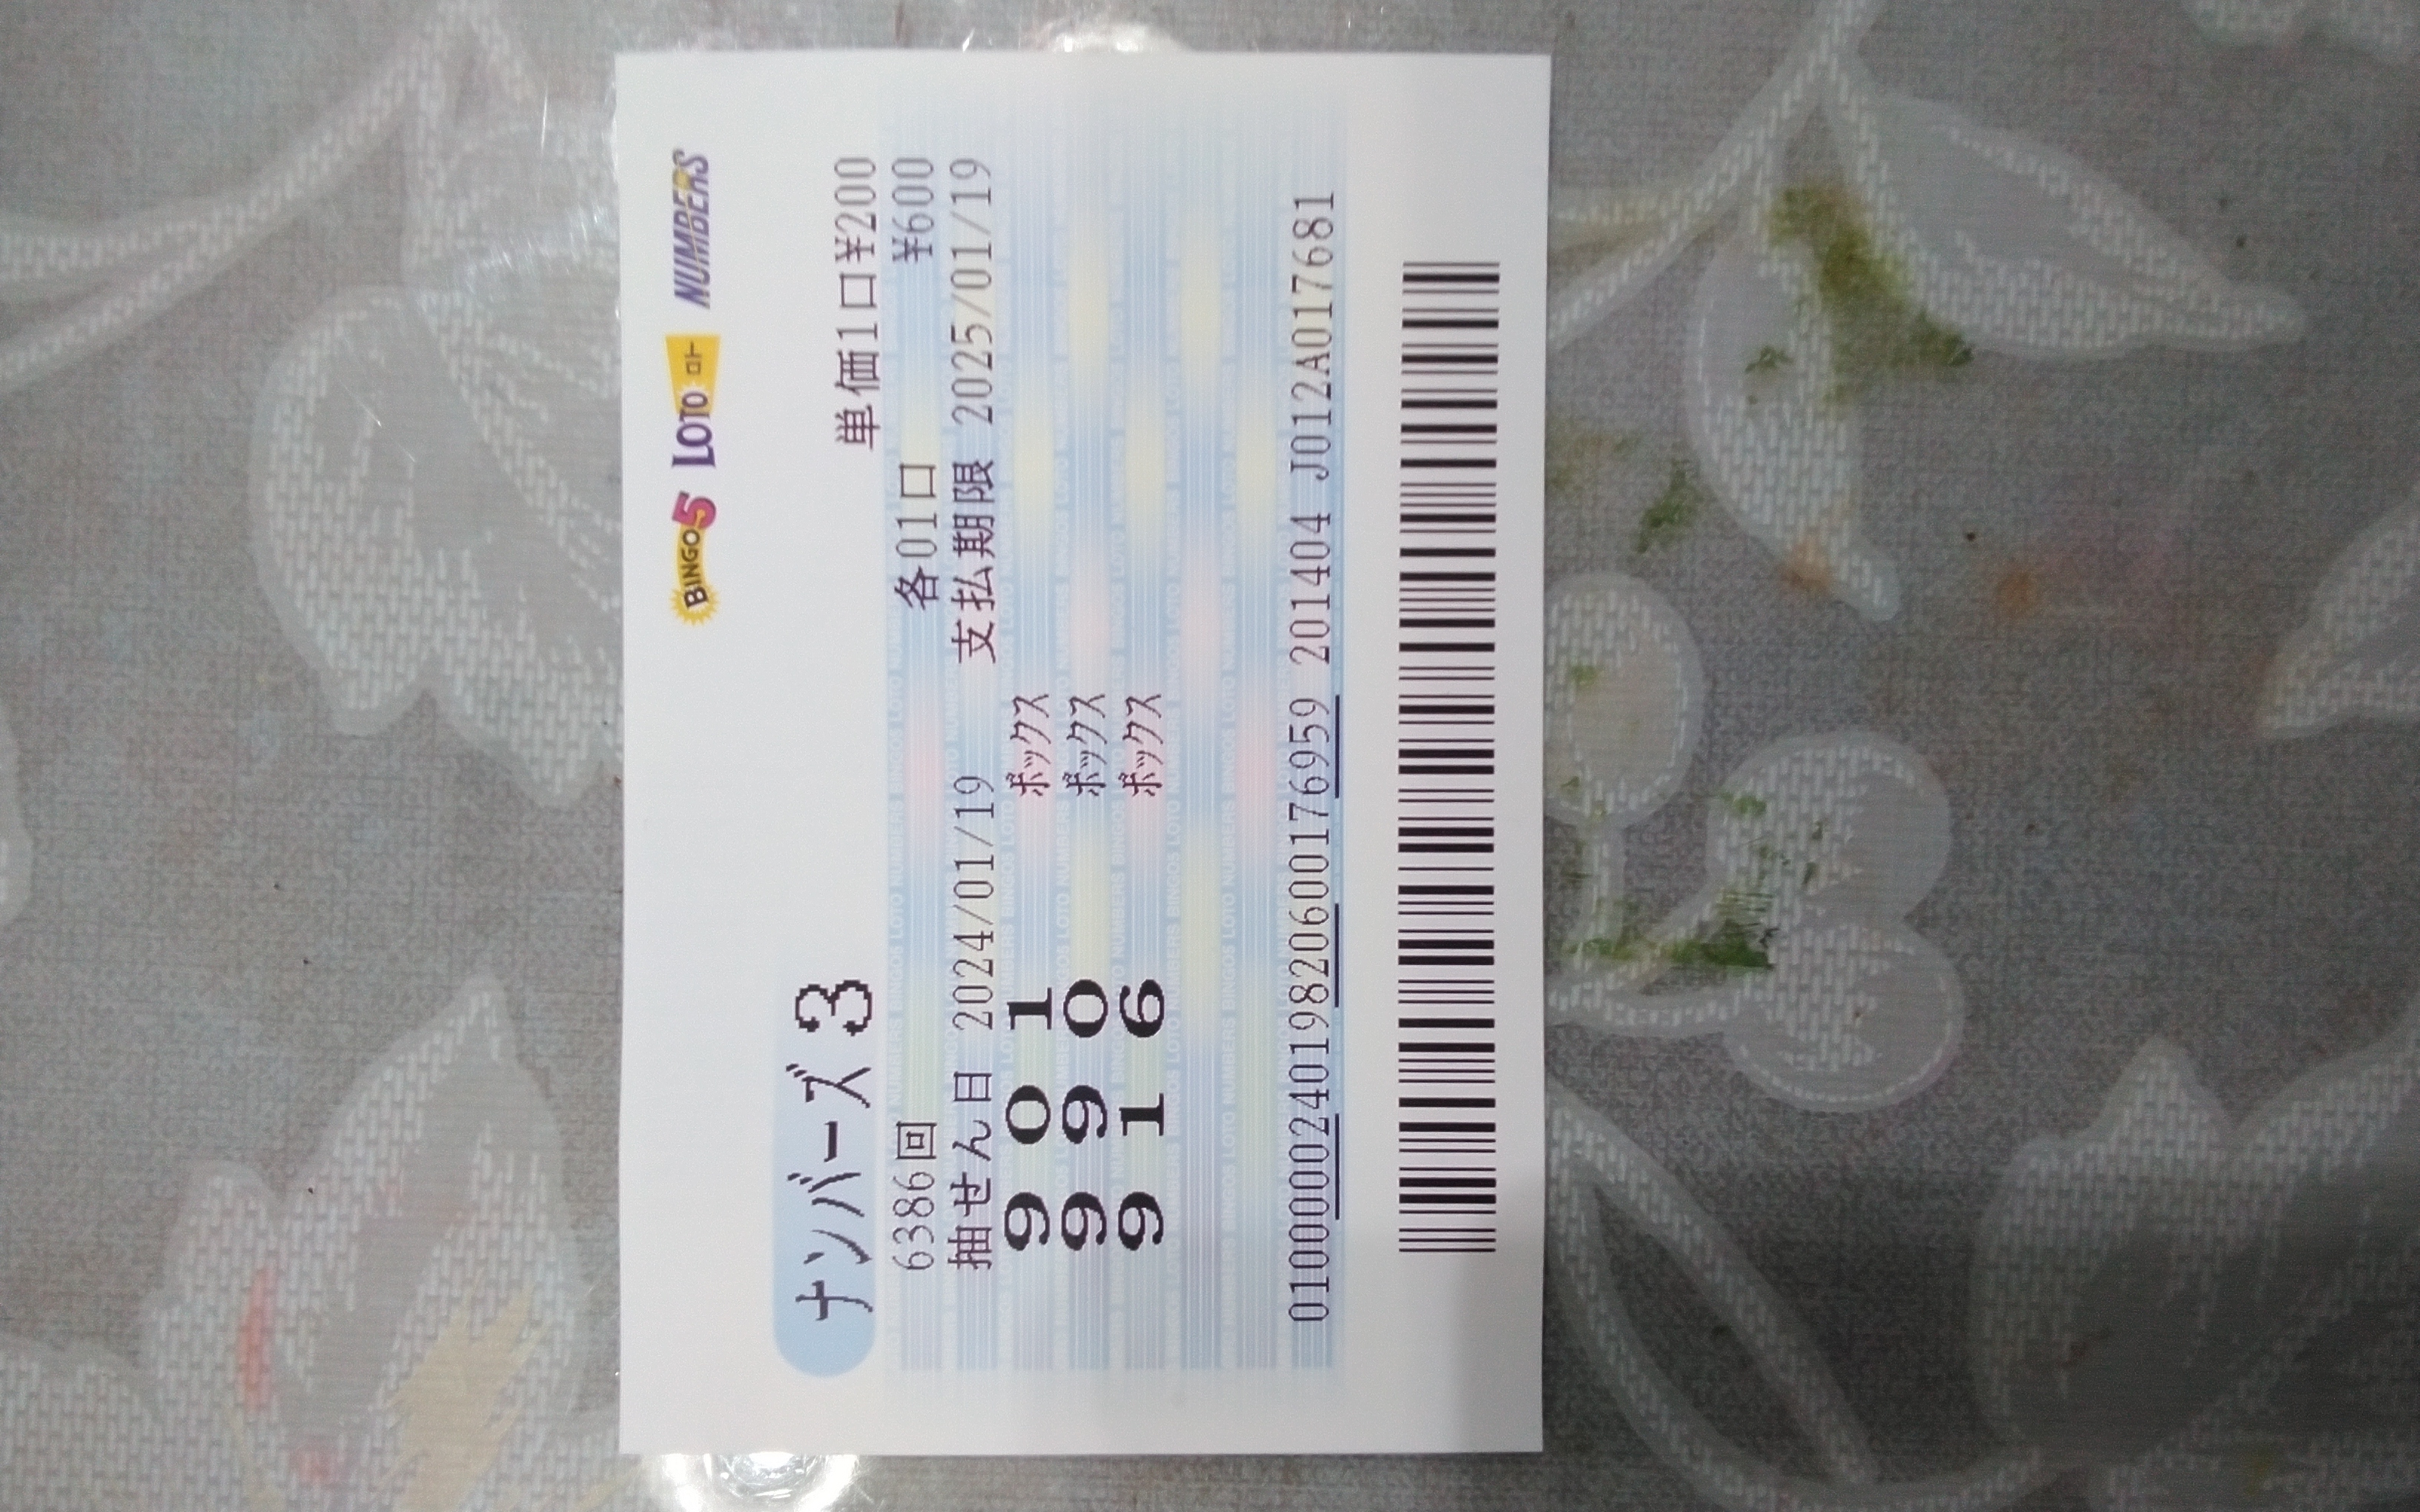 BINGO5 LOTO ロト NUMBERS
ナンバーズ3
単価1口¥200
6386回 各01口 ¥600
抽せん日 2024/01/19 支払期限 2025/01/19
901 ボックス
990 ボックス
916 ボックス
0100000240198206001769​59 201404 J012A017681